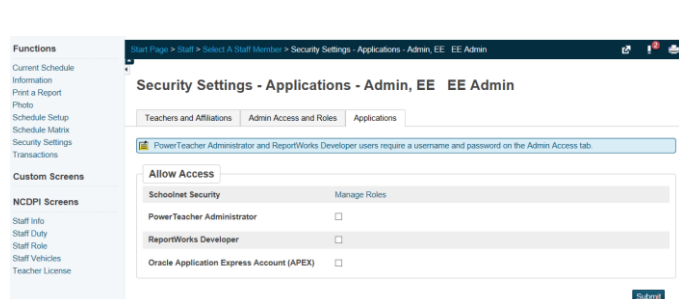 Functions
Current Schedule
Information
Print a Report
Photo
Schedule Setup
Schedule Matrix
Security Settings
Transactions
Custom Screens
NCDPI Screens
Staff Info
Staff Duty
Staff Role
Staff Vehicles
Teacher License
Start Page > Staff > Select A Staff Member > Security Settings - Applications - Admin, EE EE Admin
2
Security Settings - Applications - Admin, EE EE Admin
Teachers and Affiliations Admin Access and Roles Applications
PowerTeacher Administrator and ReportWorks Developer users require a username and password on the Admin Access tab.
Allow Access
Schoolnet Security Manage Roles
PowerTeacher Administrator
ReportWorks Developer
Oracle Application Express Account (APEX)
Submit